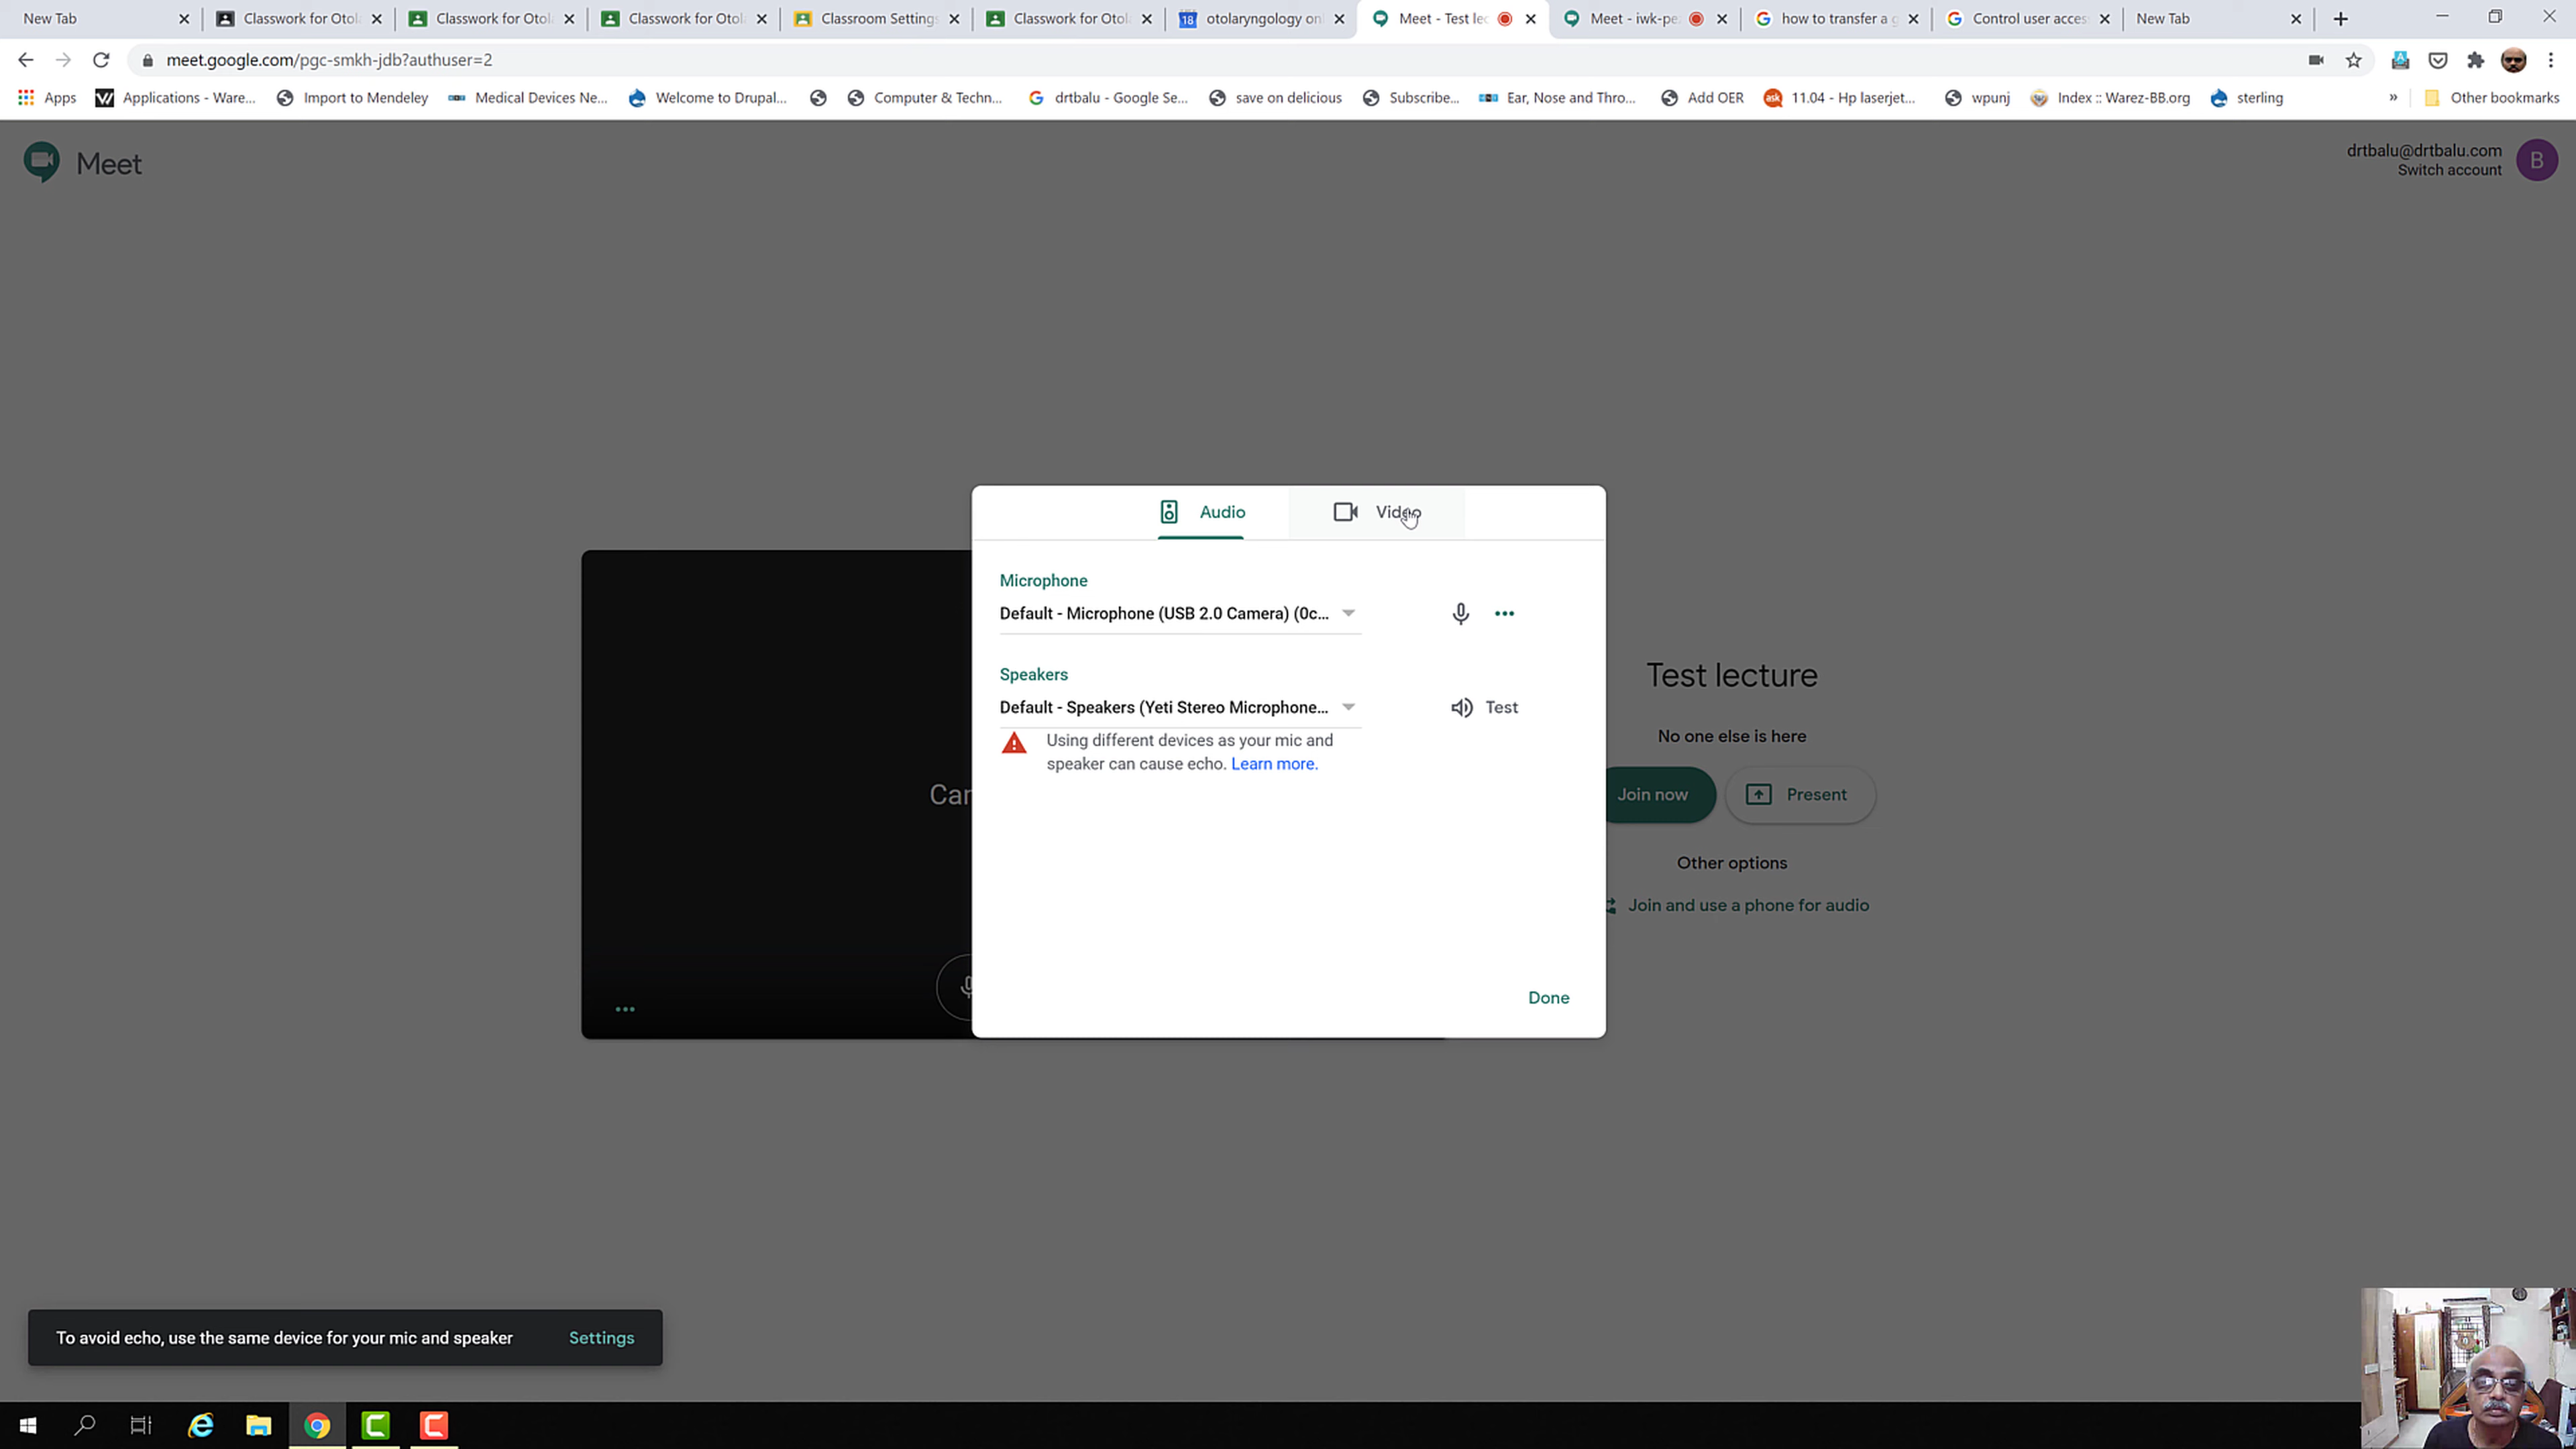 New Tab
Classwork for Otol
Classwork for Otol
Classwork for Otol
Classroom Settings
Classwork for Otol
18
otolaryngology onl
Meet - Test lec
Meet - iwk-pe
how to transfer a g
Control user acces
New Tab
meet.google.com/pgc-smkh-jdb?authuser=2
Apps
Applications - Ware...
Import to Mendeley
Medical Devices Ne...
Welcome to Drupal...
Computer & Techn...
drtbalu - Google Se...
save on delicious
Subscribe...
Ear, Nose and Thro...
Add OER
ask
11.04 - Hp laserjet...
wpunj
Index :: Warez-BB.org
sterling
»
Other bookmarks
Meet
drtbalu@drtbalu.com
Switch account
B
Audio
Video
Microphone
Default - Microphone (USB 2.0 Camera) (0c...
Speakers
Default - Speakers (Yeti Stereo Microphone...
Test
Using different devices as your mic and
speaker can cause echo. Learn more.
Done
Car
Test lecture
No one else is here
Join now
Present
Other options
Join and use a phone for audio
To avoid echo, use the same device for your mic and speaker
Settings